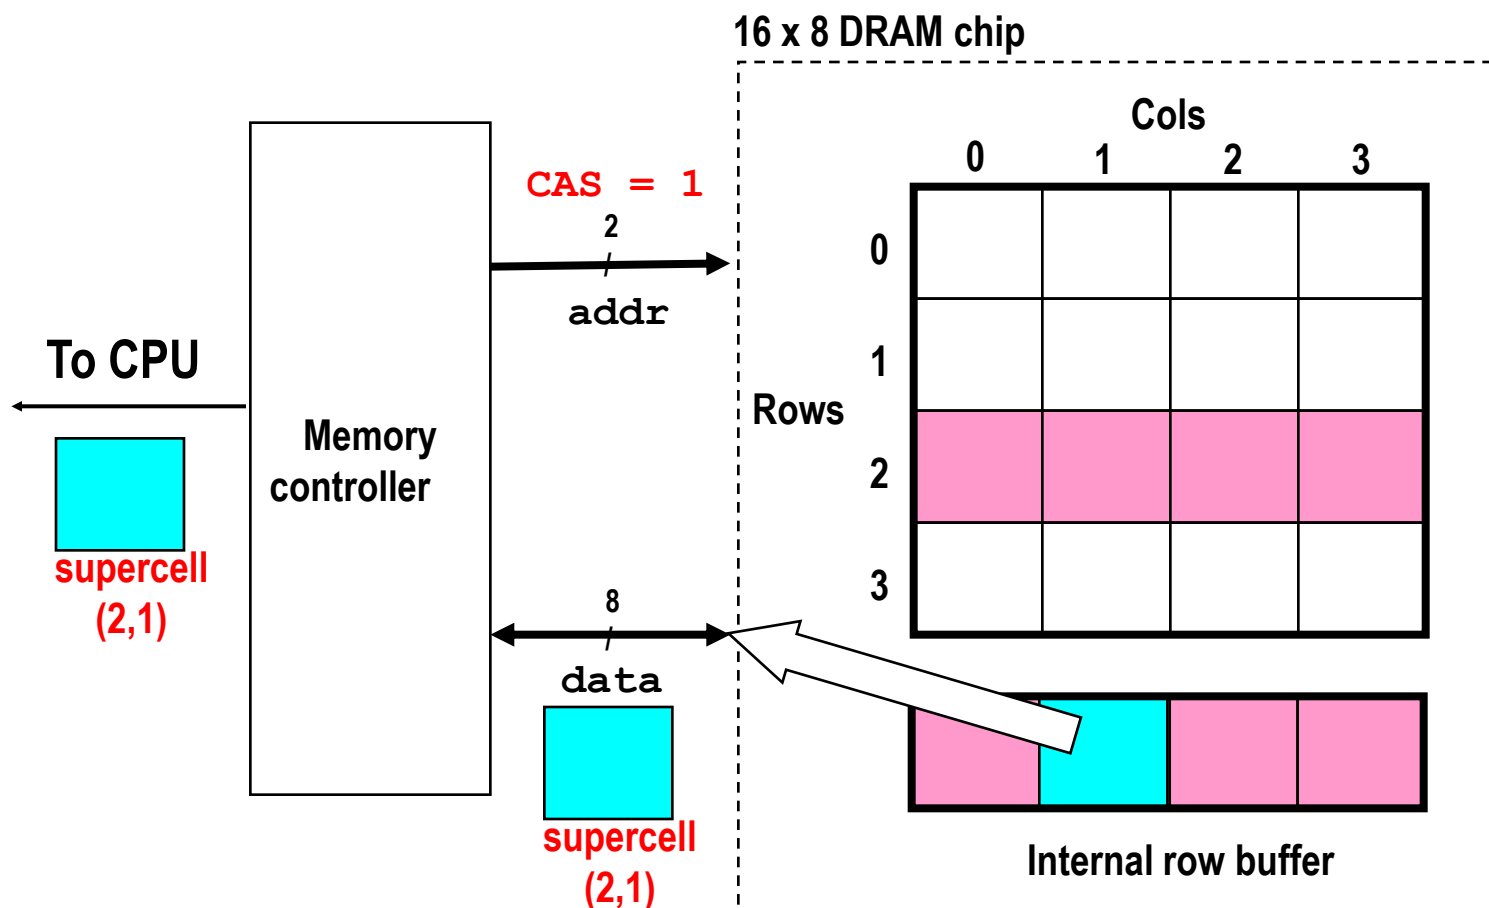 16 x 8 DRAM chip
Cols
0 1 2 3
CAS = 1
2
addr
0
1
Rows
2
3
To CPU
Memory
controller
supercell
(2,1)
8
data
supercell
(2,1)
Internal row buffer